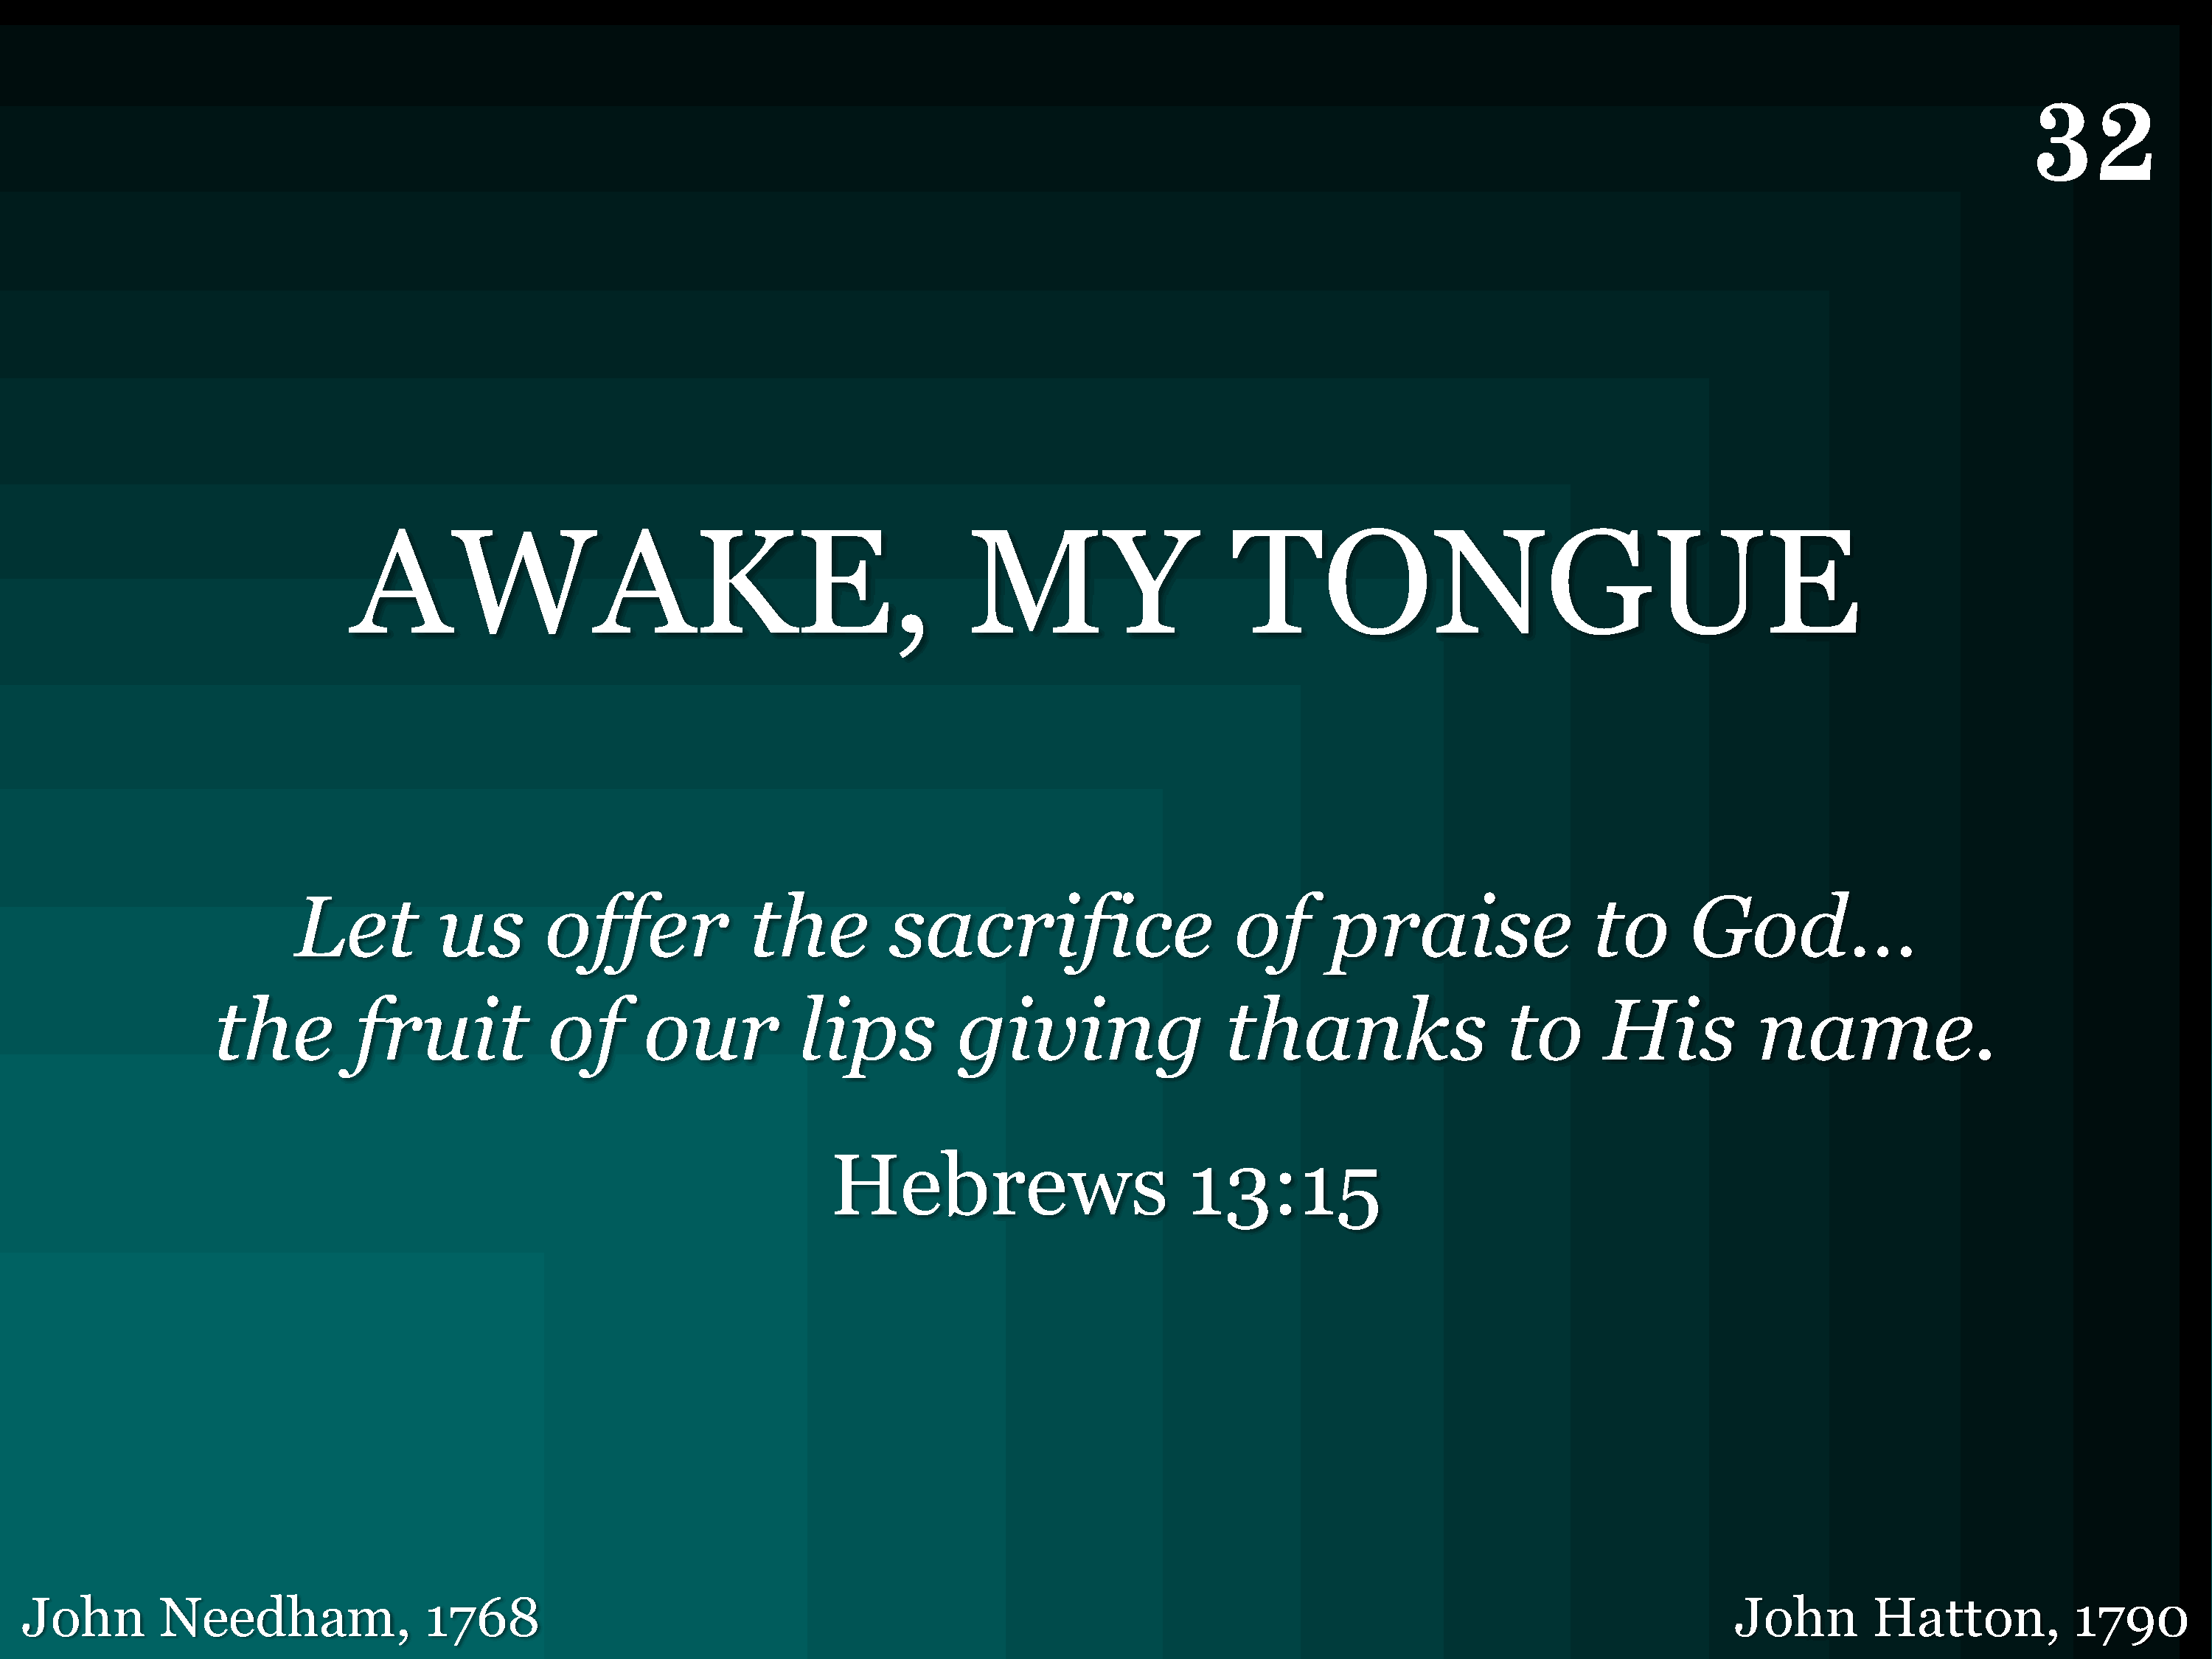 32
AWAKE, MY TONGUE
Let us offer the sacrifice of praise to God...
the fruit of our lips giving thanks to His name.
Hebrews 13:15
John Needham, 1768
John Hatton, 1790